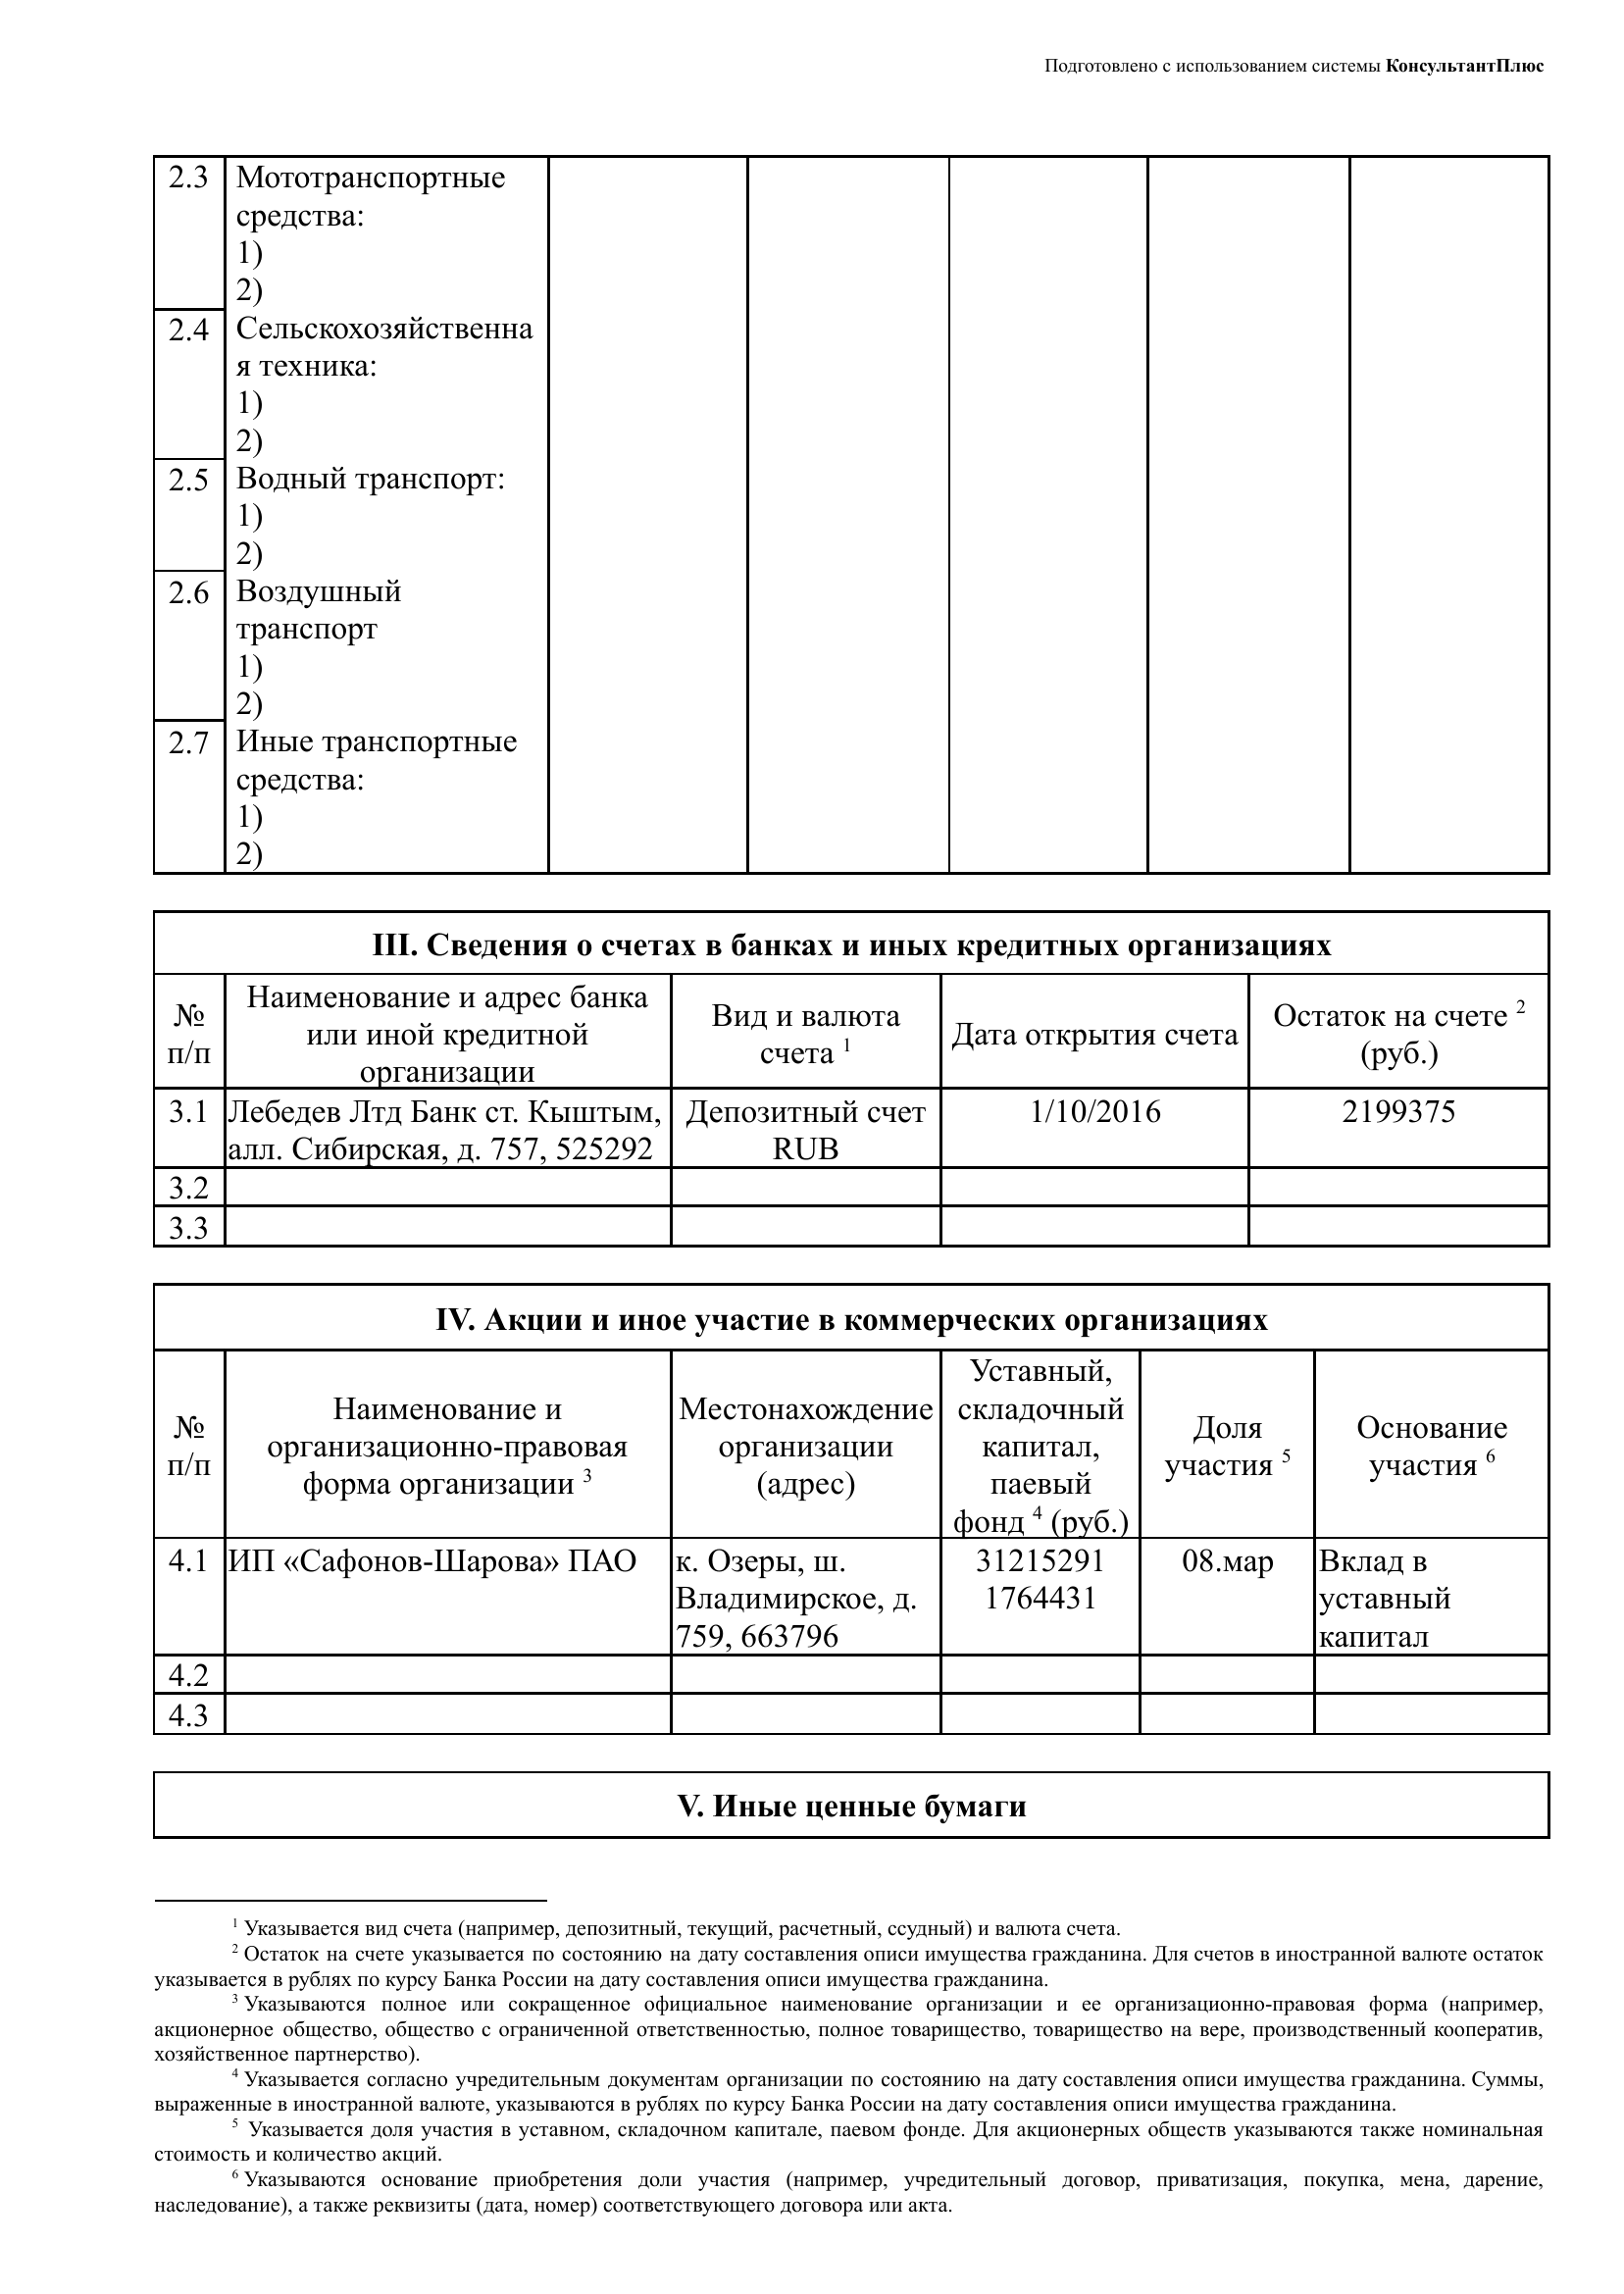 Подготовлено с использованием системы КонсультантПлюс
2.3 Мототранспортные
средства:
1)
2)
2.4 Сельскохозяйственна
я техника:
1)
2)
2.5 Водный транспорт:
1)
2)
2.6 Воздушный
транспорт
1)
2)
2.7 Иные транспортные
средства:
1)
2)
III. Сведения о счетах в банках и иных кредитных организациях
№
п/п
Наименование и адрес банка
или иной кредитной
организации
Вид и валюта
счета 1
Дата открытия счета
Остаток на счете 2
(руб.)
3.1
Лебедев Лтд Банк ст. Кыштым,
алл. Сибирская, д. 757, 525292
Депозитный счет
RUB
1/10/2016
2199375
3.2
3.3
IV. Акции и иное участие в коммерческих организациях
№
п/п
Наименование и
организационно-правовая
форма организации 3
Местонахождение
организации
(адрес)
Уставный,
складочный
капитал,
паевый
фонд 4 (руб.)
Доля
участия 5
Основание
участия 6
4.1
ИП «Сафонов-Шарова» ПАО
к. Озеры, ш.
Владимирское, д.
759, 663796
31215291
1764431
08.мар
Вклад в
уставный
капитал
4.2
4.3
V. Иные ценные бумаги
1 Указывается вид счета (например, депозитный, текущий, расчетный, ссудный) и валюта счета.
2 Остаток на счете указывается по состоянию на дату составления описи имущества гражданина. Для счетов в иностранной валюте остаток
указывается в рублях по курсу Банка России на дату составления описи имущества гражданина.
3 Указываются полное или сокращенное официальное наименование организации и ее организационно-правовая форма (например,
акционерное общество, общество с ограниченной ответственностью, полное товарищество, товарищество на вере, производственный кооператив,
хозяйственное партнерство).
4 Указывается согласно учредительным документам организации по состоянию на дату составления описи имущества гражданина. Суммы,
выраженные в иностранной валюте, указываются в рублях по курсу Банка России на дату составления описи имущества гражданина.
5 Указывается доля участия в уставном, складочном капитале, паевом фонде. Для акционерных обществ указываются также номинальная
стоимость и количество акций.
6 Указываются основание приобретения доли участия (например, учредительный договор, приватизация, покупка, мена, дарение,
наследование), а также реквизиты (дата, номер) соответствующего договора или акта.